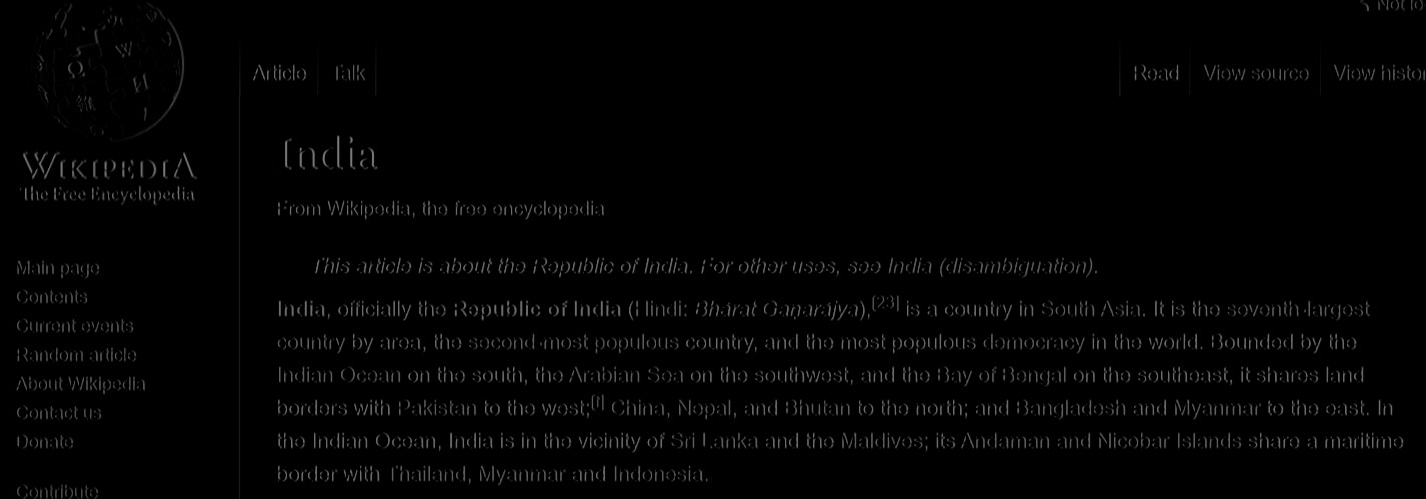 Not lo
Article Talk Read View source View histor
India
WIKIPEDIA
The Free Encyclopedia
From Wikipedia, the free encyclopedia
This article is about the Republic of India. For other uses, see India (disambiguation).
Main page
Contents
Current events
Random article
About Wikipedia
Contact us
Donate
Contribute
India, officially the Republic of India (Hindi: Bhārat Gaṇarājya),[23] is a country in South Asia. It is the seventh-largest
country by area, the second-most populous country, and the most populous democracy in the world. Bounded by the
Indian Ocean on the south, the Arabian Sea on the southwest, and the Bay of Bengal on the southeast, it shares land
borders with Pakistan to the west;[f] China, Nepal, and Bhutan to the north; and Bangladesh and Myanmar to the east. In
the Indian Ocean, India is in the vicinity of Sri Lanka and the Maldives; its Andaman and Nicobar Islands share a maritime
border with Thailand, Myanmar and Indonesia.